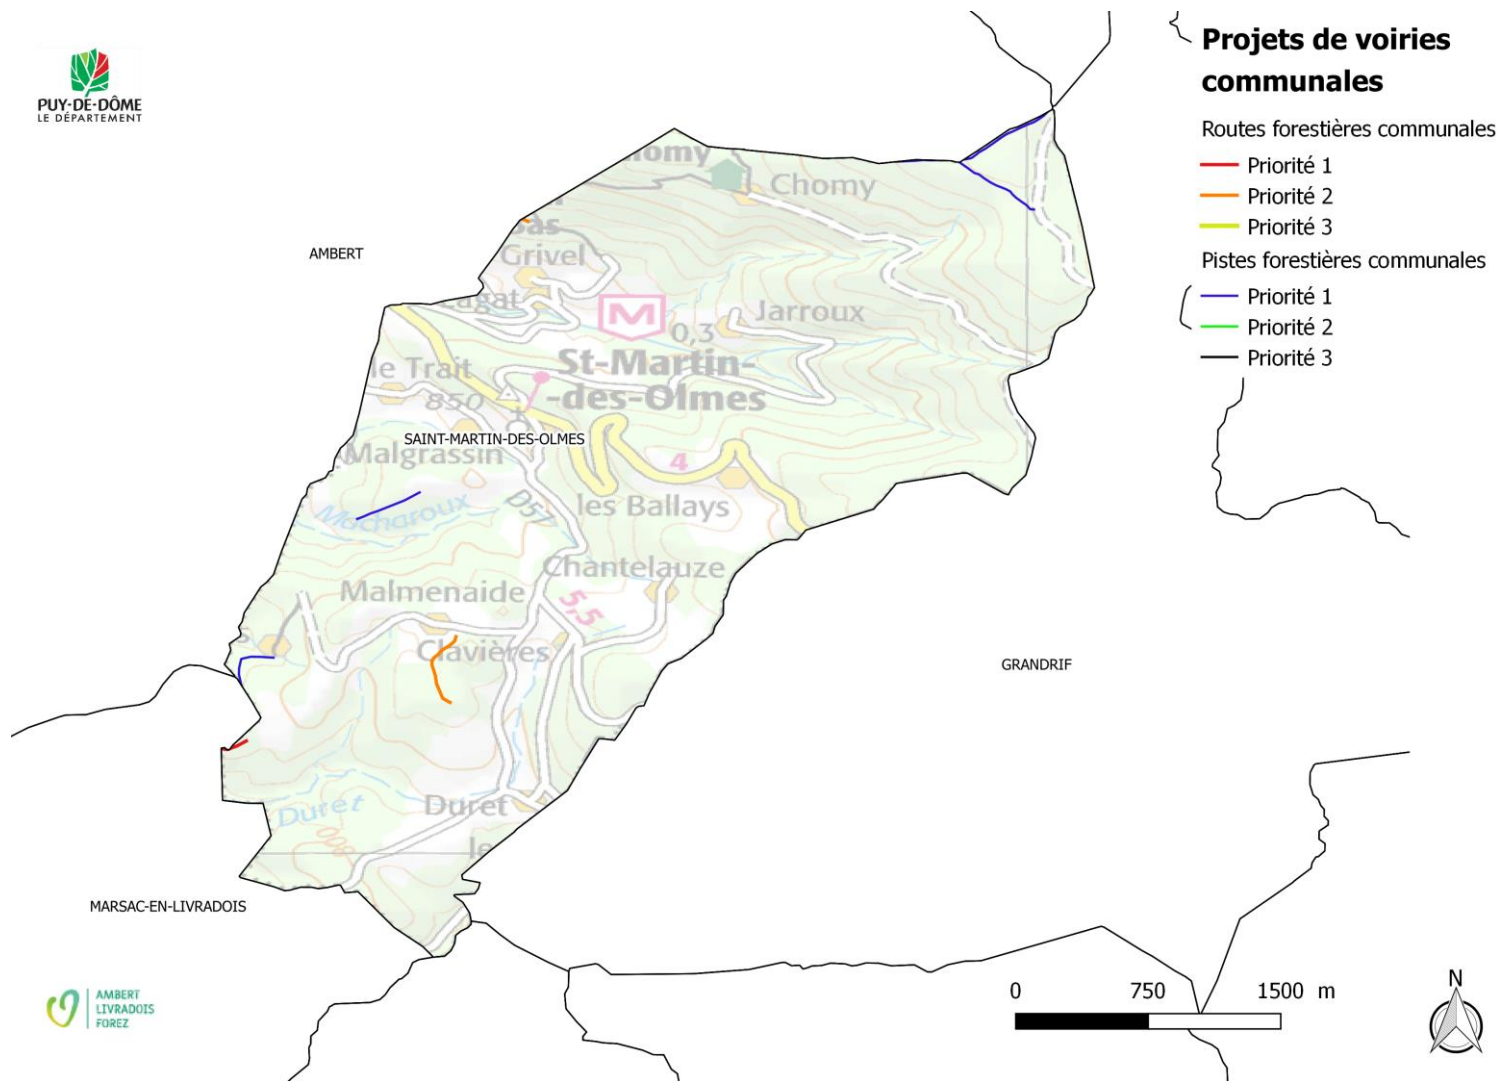 PUY-DE-DÔME
LE DÉPARTEMENT
Projets de voiries
communales
Routes forestières communales
Priorité 1
Priorité 2
Priorité 3
Pistes forestières communales
Priorité 1
Priorité 2
Priorité 3
Chomy
AMBERT
Grivel
Jarroux
M
0,3
le Trait
St-Martin-
-des-Olmes
850
SAINT-MARTIN-DES-OLMES
Malgrassin
4
D57
les Ballays
Macharoux
Chantelauze
Malmenaide
5,5
Clavières
GRANDRIF
Duret
Duret
900
le
MARSAC-EN-LIVRADOIS
AMBERT
LIVRADOIS
FOREZ
0 750 1500 m
N